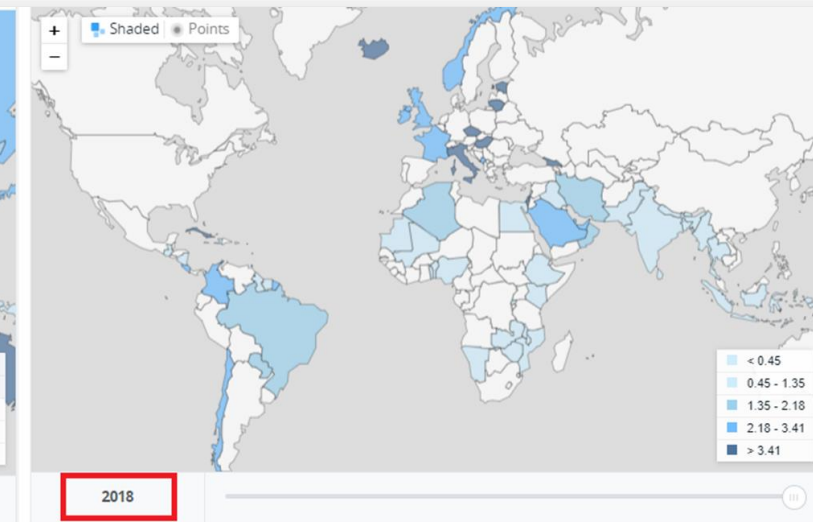 +
Shaded Points
−
< 0.45
0.45 - 1.35
1.35 - 2.18
2.18 - 3.41
> 3.41
2018